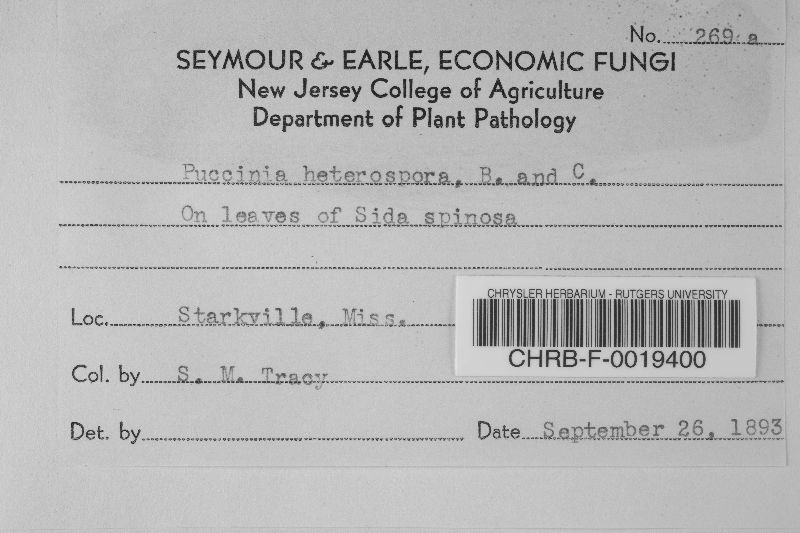 No. 269 a
SEYMOUR & EARLE, ECONOMIC FUNGI
New Jersey College of Agriculture
Department of Plant Pathology
Puccinia heterospora, B. and C.
On leaves of Sida spinosa
Loc. Starkville, Miss.
CHRYSLER HERBARIUM - RUTGERS UNIVERSITY
CHRB-F-0019400
Col. by S. M. Tracy
Det. by
Date September 26, 1893